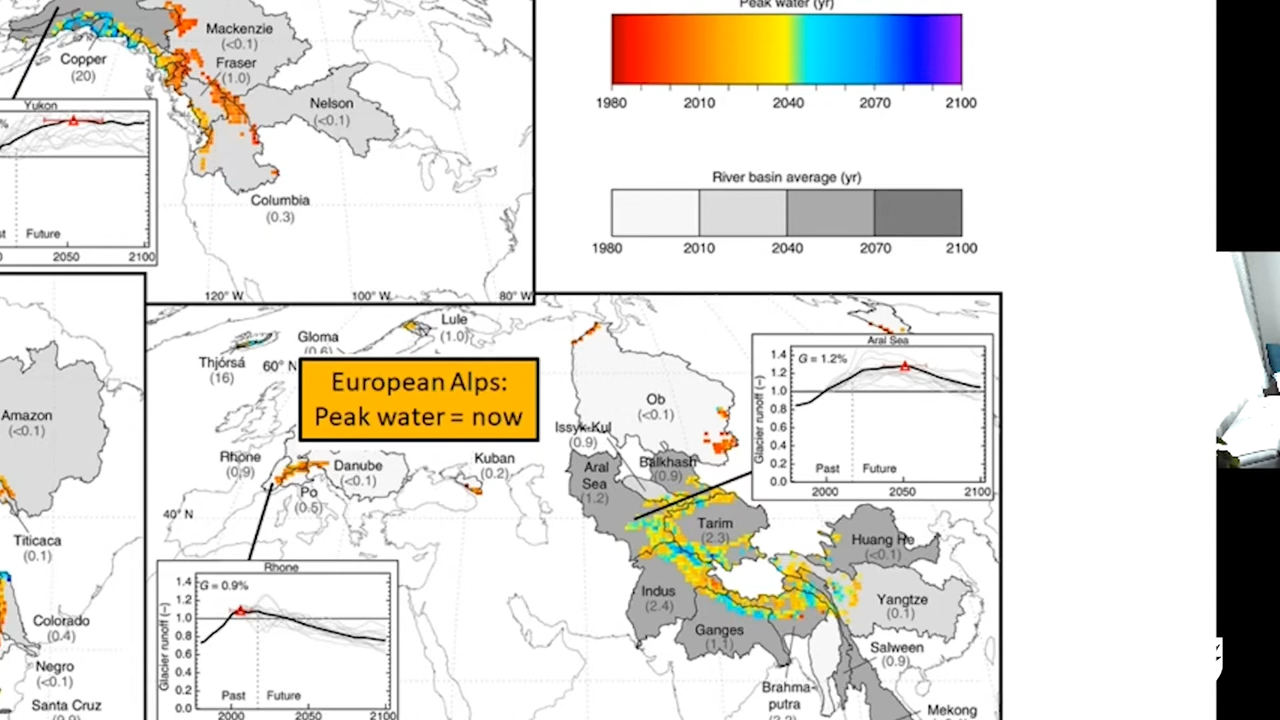 Peak water (yr)
1980 2010 2040 2070 2100
River basin average (yr)
1980 2010 2040 2070 2100
Mackenzie
(<0.1)
Copper
(20)
Fraser
(1.0)
Nelson
(<0.1)
Columbia
(0.3)
Yukon
%
Future
2050 2100
120° W 100° W 80° W
Amazon
(<0.1)
Titicaca
(0.1)
Colorado
(0.4)
Negro
(<0.1)
Santa Cruz
Thjórsá
(16)
60° N
Gloma
(0.6)
Lule
(1.0)
European Alps:
Peak water = now
Rhone
(0.9)
Danube
(<0.1)
Po
(0.5)
Kuban
(0.2)
40° N
Ob
(<0.1)
Issyk-Kul
(0.9)
Aral
Sea
(1.2)
Balkhash
(0.9)
Tarim
(2.3)
Huang He
(<0.1)
Indus
(2.4)
Ganges
(1.1)
Yangtze
(0.1)
Salween
(0.9)
Brahma-
putra
Mekong
Aral Sea
G = 1.2%
Glacier runoff (–)
1.4
1.2
1.0
0.8
0.6
0.4
0.2
0.0
Past Future
2000 2050 2100
Rhone
G = 0.9%
Glacier runoff (–)
1.4
1.2
1.0
0.8
0.6
0.4
0.2
0.0
Past Future
2000 2050 2100